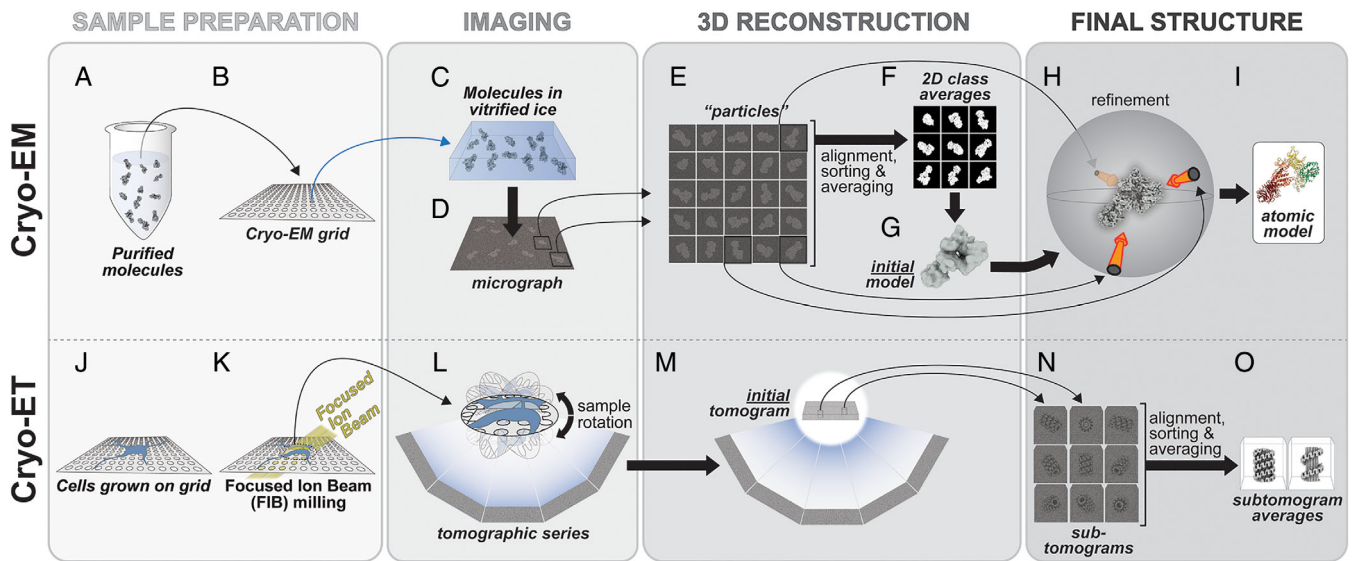 SAMPLE PREPARATION
IMAGING
3D RECONSTRUCTION
FINAL STRUCTURE
Cryo-EM
A
B
Purified
molecules
Cryo-EM grid
C
Molecules in
vitrified ice
D
micrograph
E
“particles”
alignment,
sorting &
averaging
F
2D class
averages
G
initial
model
H
refinement
I
atomic
model
Cryo-ET
J
Cells grown on grid
K
Focused
Ion
Beam
Focused Ion Beam
(FIB) milling
L
sample
rotation
tomographic series
M
initial
tomogram
N
sub-
tomograms
alignment,
sorting &
averaging
O
subtomogram
averages